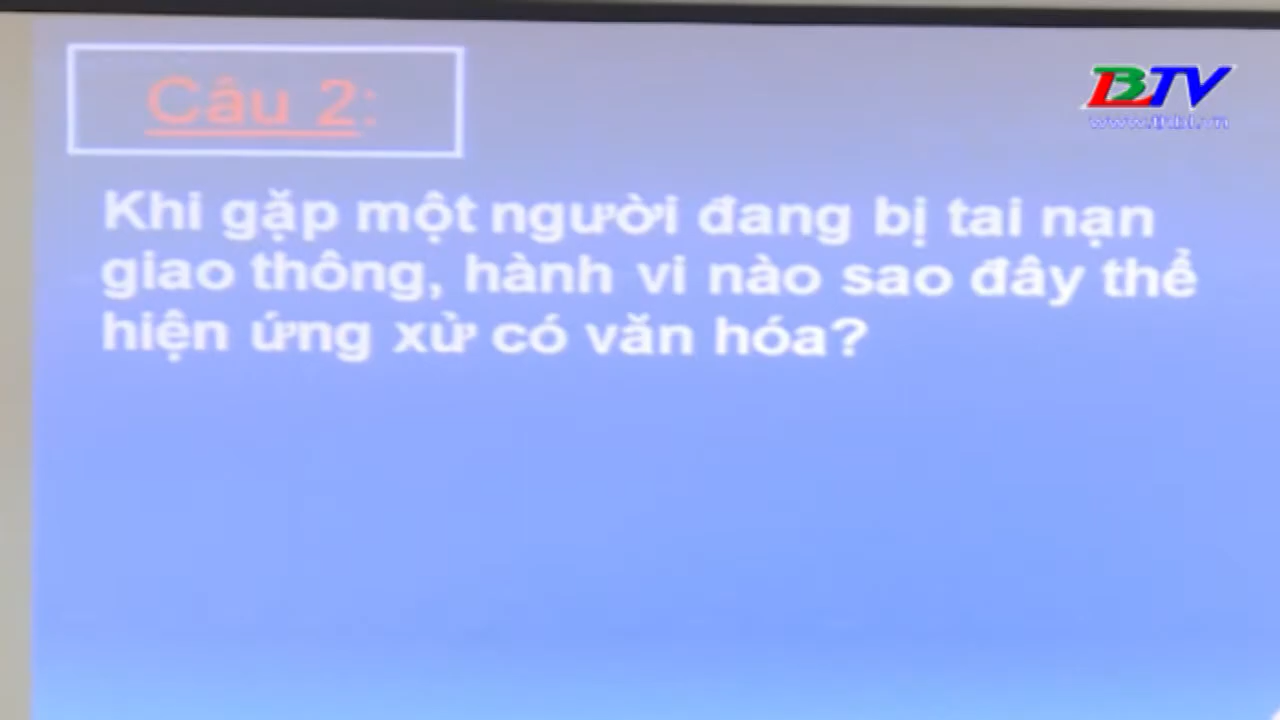 Câu 2:
BTV
Khi gặp một người đang bị tai nạn
giao thông, hành vi nào sao đây thể
hiện ứng xử có văn hóa?